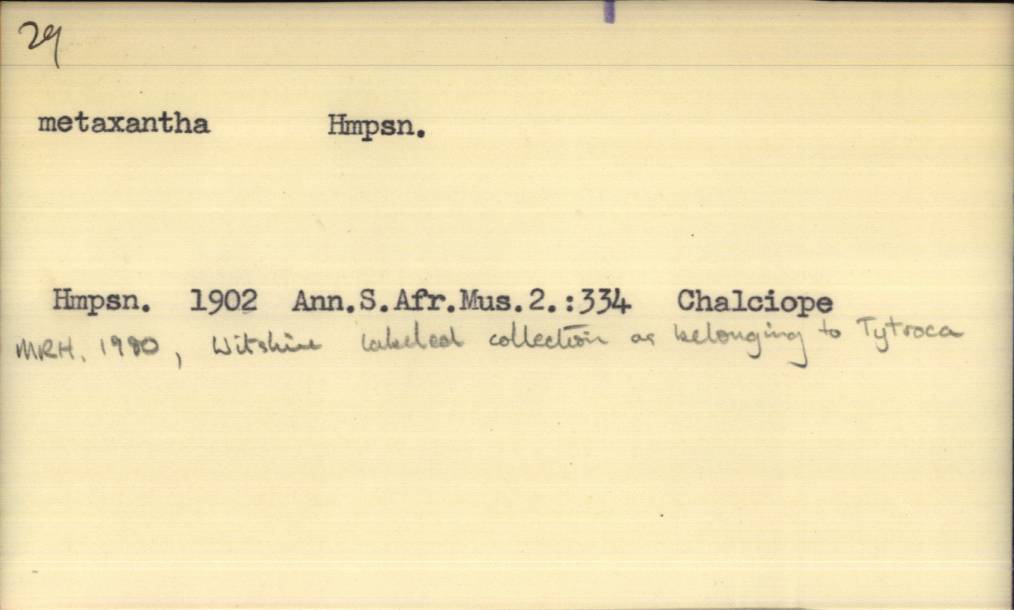 29
metaxantha Hmpsn.
Hmpsn. 1902 Ann.S.Afr.Mus.2.:334 Chalciope
MRH. 1980, Wiltshire labeled collection as belonging to Tytroca